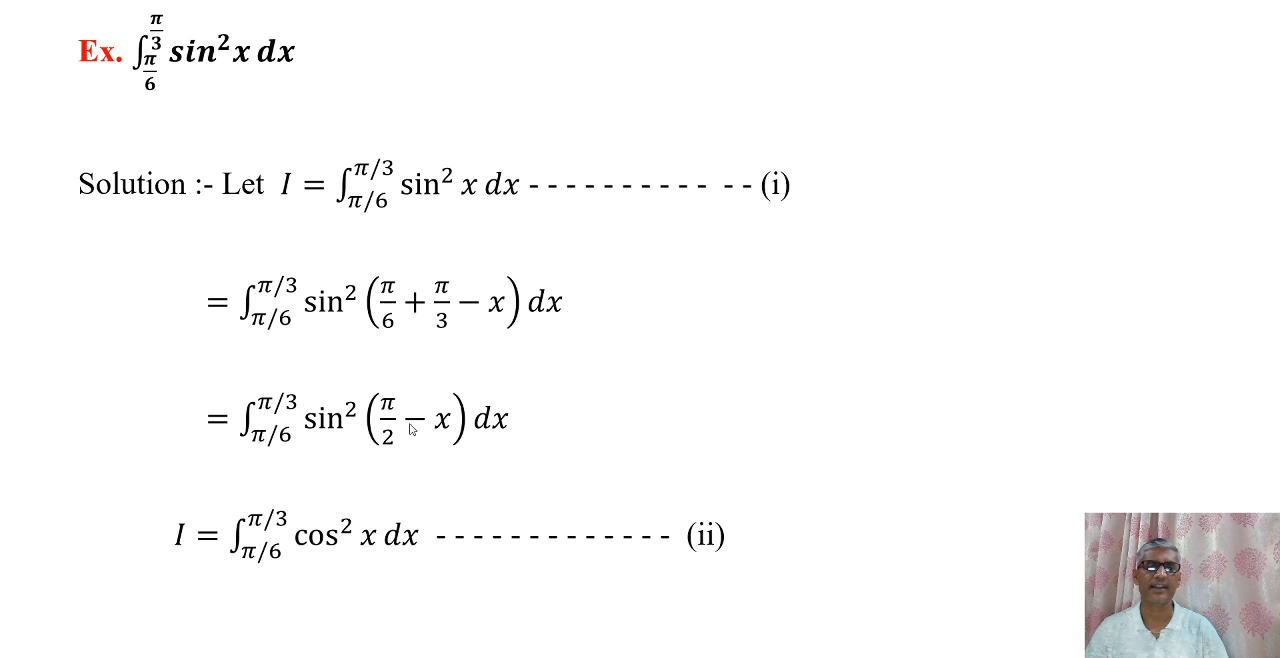 Ex. ∫_{π/6}^{π/3} sin²x dx
Solution :- Let I = ∫_{π/6}^{π/3} sin² x dx - - - - - - - - - - - - (i)
= ∫_{π/6}^{π/3} sin² (π/6 + π/3 − x) dx
= ∫_{π/6}^{π/3} sin² (π/2 − x) dx
I = ∫_{π/6}^{π/3} cos² x dx - - - - - - - - - - - - - (ii)